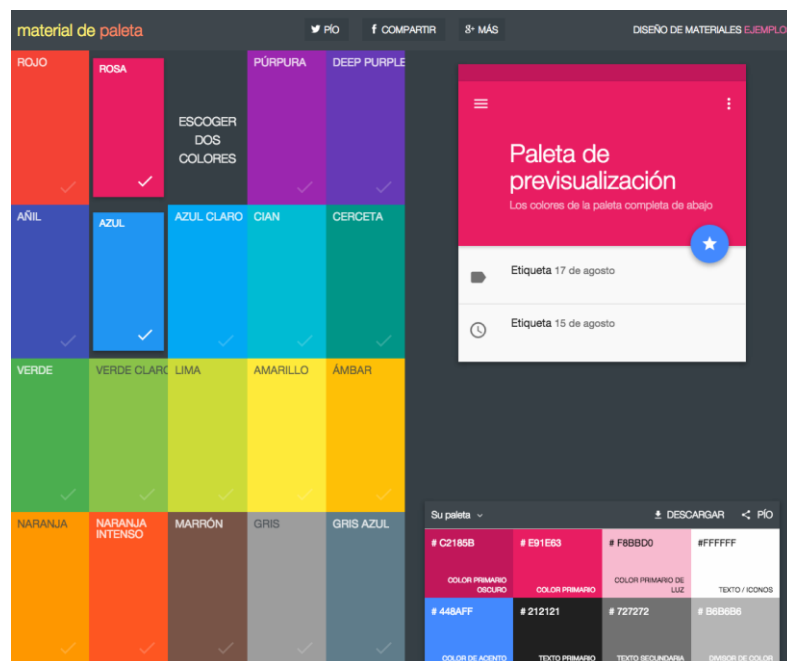 material de paleta
PÍO
COMPARTIR
8+ MÁS
DISEÑO DE MATERIALES EJEMPLO
ROJO
ROSA
ESCOGER
DOS
COLORES
PÚRPURA
DEEP PURPLE
AÑIL
AZUL
AZUL CLARO
CIAN
CERCETA
VERDE
VERDE CLARO
LIMA
AMARILLO
ÁMBAR
NARANJA
NARANJA
INTENSO
MARRÓN
GRIS
GRIS AZUL
Paleta de
previsualización
Los colores de la paleta completa de abajo
Etiqueta 17 de agosto
Etiqueta 15 de agosto
Su paleta
DESCARGAR
PÍO
# C2185B
COLOR PRIMARIO
OSCURO
# E91E63
COLOR PRIMARIO
# F8BBD0
COLOR PRIMARIO DE
LUZ
#FFFFFF
TEXTO / ICONOS
# 448AFF
COLOR DE ACENTO
# 212121
TEXTO PRIMARIO
# 727272
TEXTO SECUNDARIA
# B6B6B6
DIVISOR DE COLOR